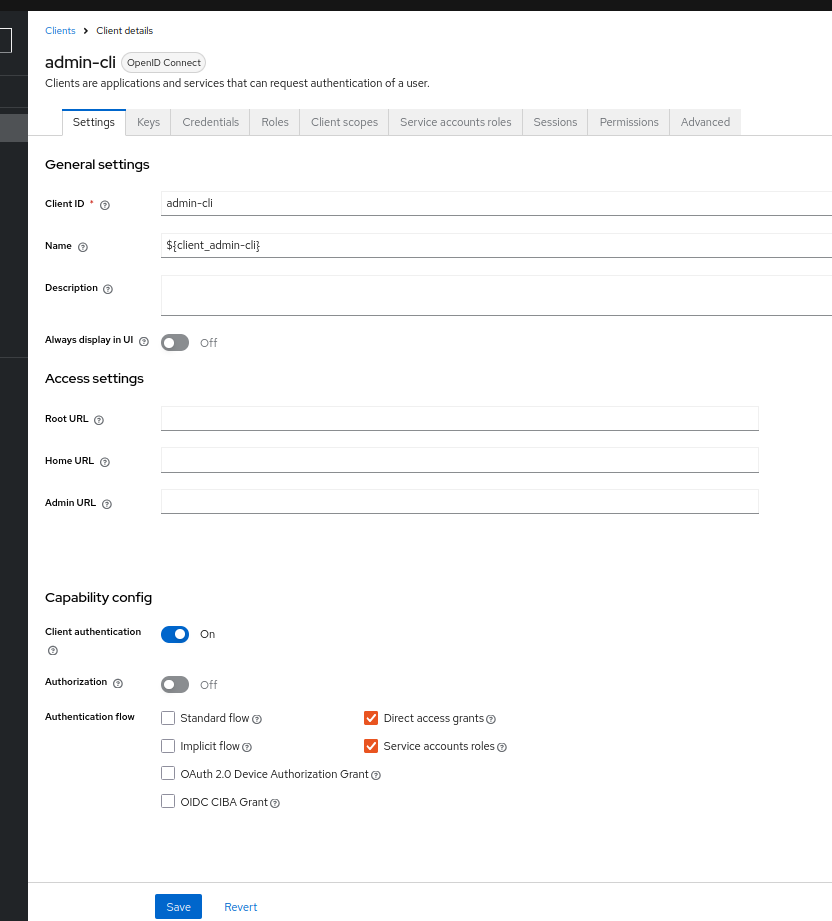 Clients > Client details
admin-cli OpenID Connect
Clients are applications and services that can request authentication of a user.
Settings Keys Credentials Roles Client scopes Service accounts roles Sessions Permissions Advanced
General settings
Client ID *
admin-cli
Name
${client_admin-cli}
Description
Always display in UI
Off
Access settings
Root URL
Home URL
Admin URL
Capability config
Client authentication
On
Authorization
Off
Authentication flow
Standard flow
Direct access grants
Implicit flow
Service accounts roles
OAuth 2.0 Device Authorization Grant
OIDC CIBA Grant
Save Revert